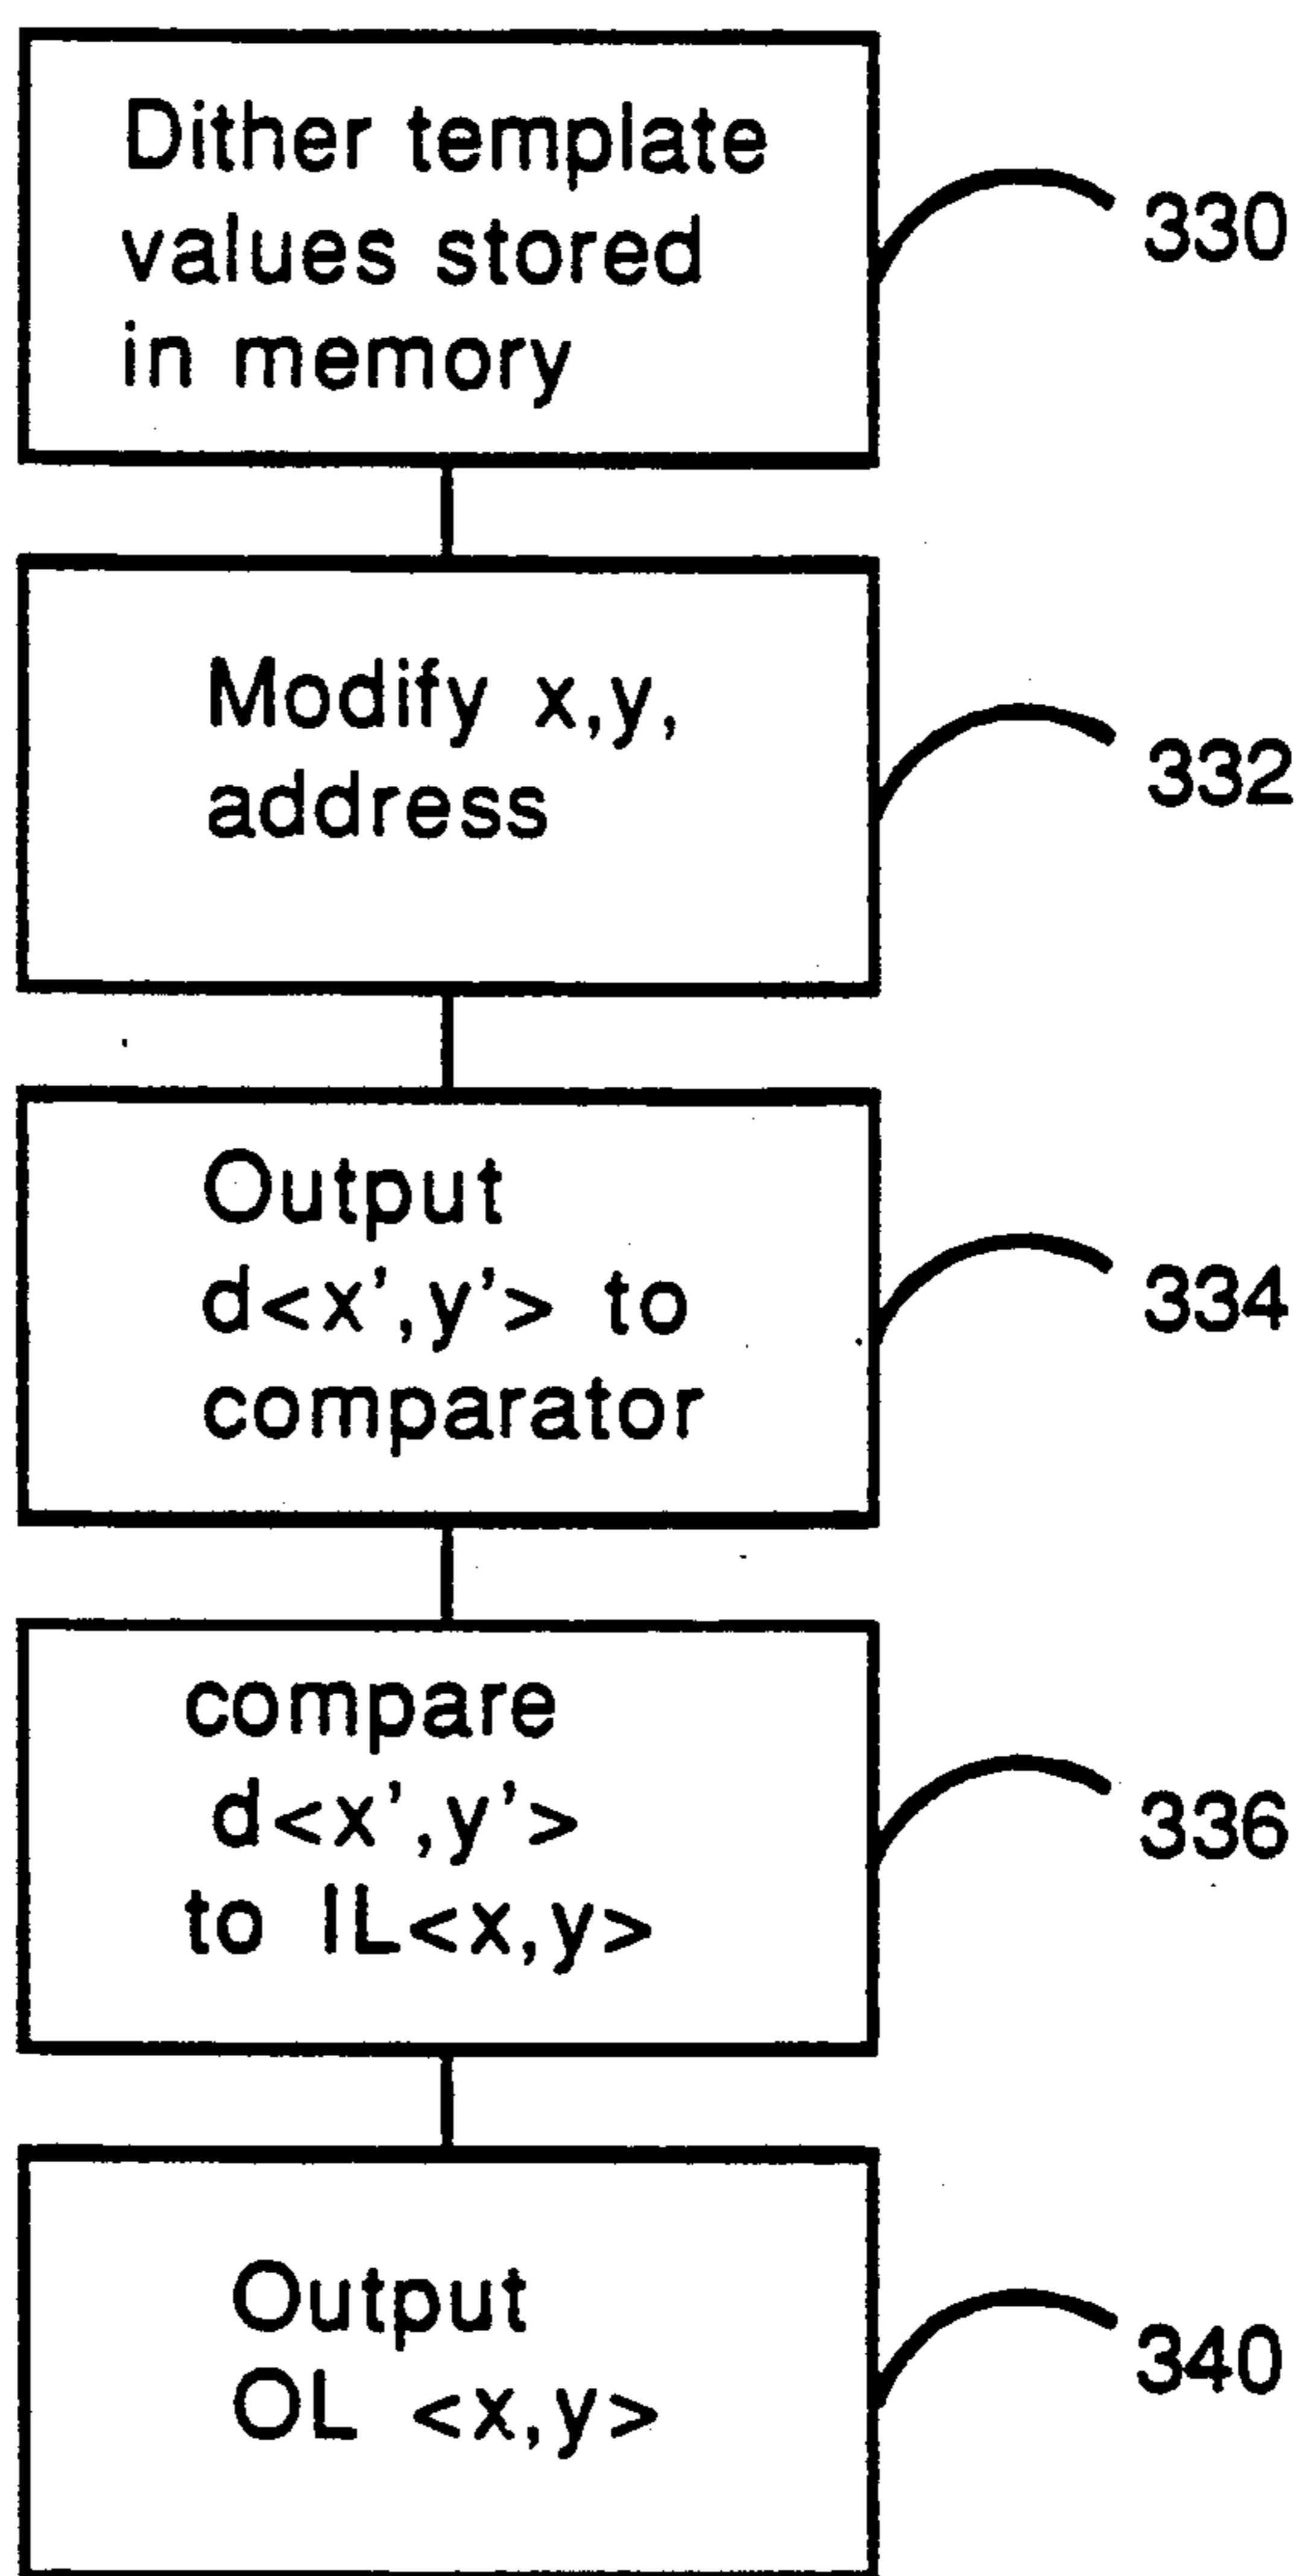 Dither template
values stored
in memory
330
Modify x,y,
address
332
Output
d<x',y'> to
comparator
334
compare
d<x',y'>
to IL<x,y>
336
Output
OL <x,y>
340